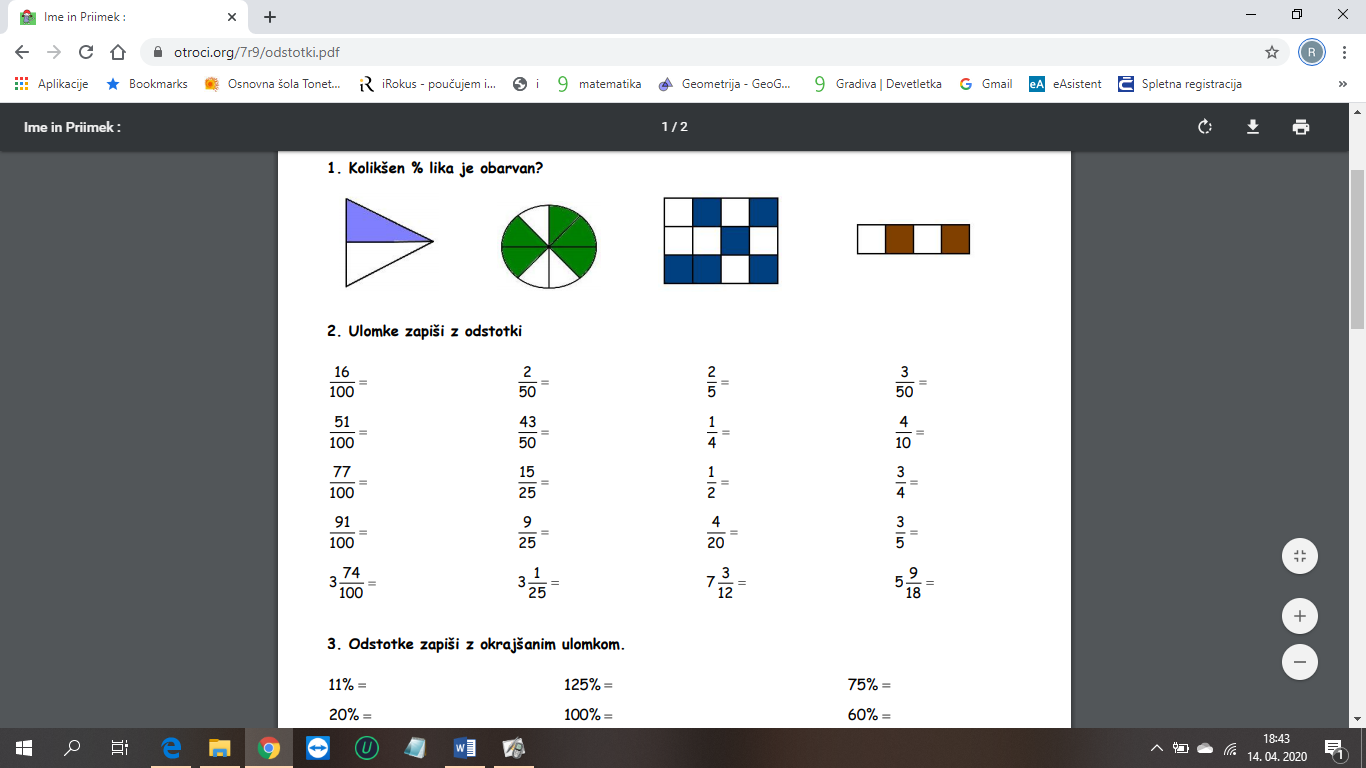 Ime in Priimek :
otroci.org/7r9/odstotki.pdf
R
Aplikacije Bookmarks Osnovna šola Tonet... iRokus - poučujem i... i 9 matematika Geometrija - GeoG... 9 Gradiva | Devetletka Gmail eA eAsistent Spletna registracija »
Ime in Priimek : 1 / 2
1. Kolikšen % lika je obarvan?
2. Ulomke zapiši z odstotki
16/100 = 2/50 = 2/5 = 3/50 =
51/100 = 43/50 = 1/4 = 4/10 =
77/100 = 15/25 = 1/2 = 3/4 =
91/100 = 9/25 = 4/20 = 3/5 =
3 74/100 = 3 1/25 = 7 3/12 = 5 9/18 =
3. Odstotke zapiši z okrajšanim ulomkom.
11% = 125% = 75% =
20% = 100% = 60% =
18:43
14. 04. 2020
1